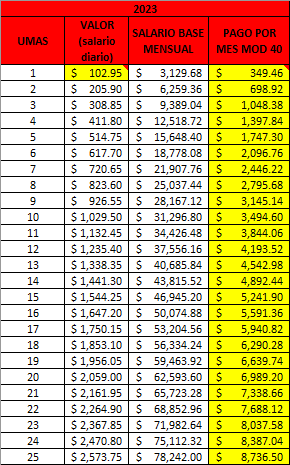 2023
UMAS VALOR (salario diario) SALARIO BASE MENSUAL PAGO POR MES MOD 40
1 $ 102.95 $ 3,129.68 $ 349.46
2 $ 205.90 $ 6,259.36 $ 698.92
3 $ 308.85 $ 9,389.04 $ 1,048.38
4 $ 411.80 $ 12,518.72 $ 1,397.84
5 $ 514.75 $ 15,648.40 $ 1,747.30
6 $ 617.70 $ 18,778.08 $ 2,096.76
7 $ 720.65 $ 21,907.76 $ 2,446.22
8 $ 823.60 $ 25,037.44 $ 2,795.68
9 $ 926.55 $ 28,167.12 $ 3,145.14
10 $ 1,029.50 $ 31,296.80 $ 3,494.60
11 $ 1,132.45 $ 34,426.48 $ 3,844.06
12 $ 1,235.40 $ 37,556.16 $ 4,193.52
13 $ 1,338.35 $ 40,685.84 $ 4,542.98
14 $ 1,441.30 $ 43,815.52 $ 4,892.44
15 $ 1,544.25 $ 46,945.20 $ 5,241.90
16 $ 1,647.20 $ 50,074.88 $ 5,591.36
17 $ 1,750.15 $ 53,204.56 $ 5,940.82
18 $ 1,853.10 $ 56,334.24 $ 6,290.28
19 $ 1,956.05 $ 59,463.92 $ 6,639.74
20 $ 2,059.00 $ 62,593.60 $ 6,989.20
21 $ 2,161.95 $ 65,723.28 $ 7,338.66
22 $ 2,264.90 $ 68,852.96 $ 7,688.12
23 $ 2,367.85 $ 71,982.64 $ 8,037.58
24 $ 2,470.80 $ 75,112.32 $ 8,387.04
25 $ 2,573.75 $ 78,242.00 $ 8,736.50